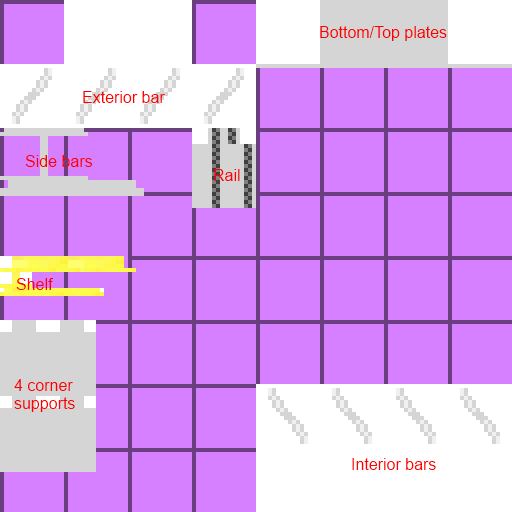 Bottom/Top plates
Exterior bar
Side bars
Rail
Shelf
4 corner
supports
Interior bars